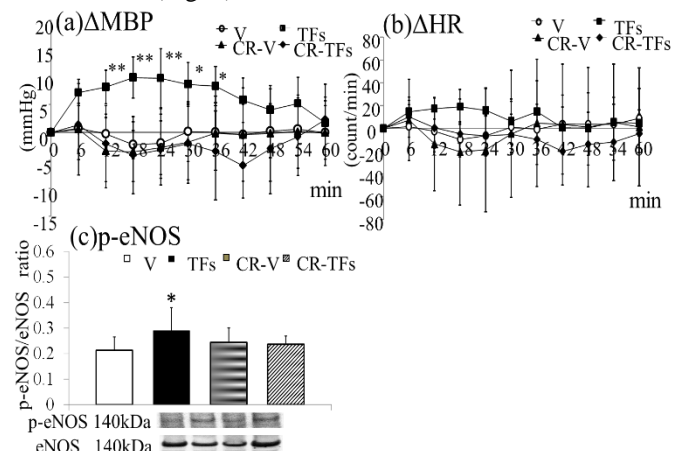 (a)ΔMBP
V TFs
CR-V CR-TFs
20
15
10
5
0
-5
-10
-15
(mmHg)
** ** ** * *
0 6 12 18 24 30 36 42 48 54 60
min
(b)ΔHR
V TFs
CR-V CR-TFs
80
60
40
20
0
-20
-40
-60
-80
(count/min)
0 6 12 18 24 30 36 42 48 54 60
min
(c)p-eNOS
V TFs CR-V CR-TFs
p-eNOS/eNOS ratio
0.6
0.5
0.4
0.3
0.2
0.1
0
*
p-eNOS 140kDa
eNOS 140kDa